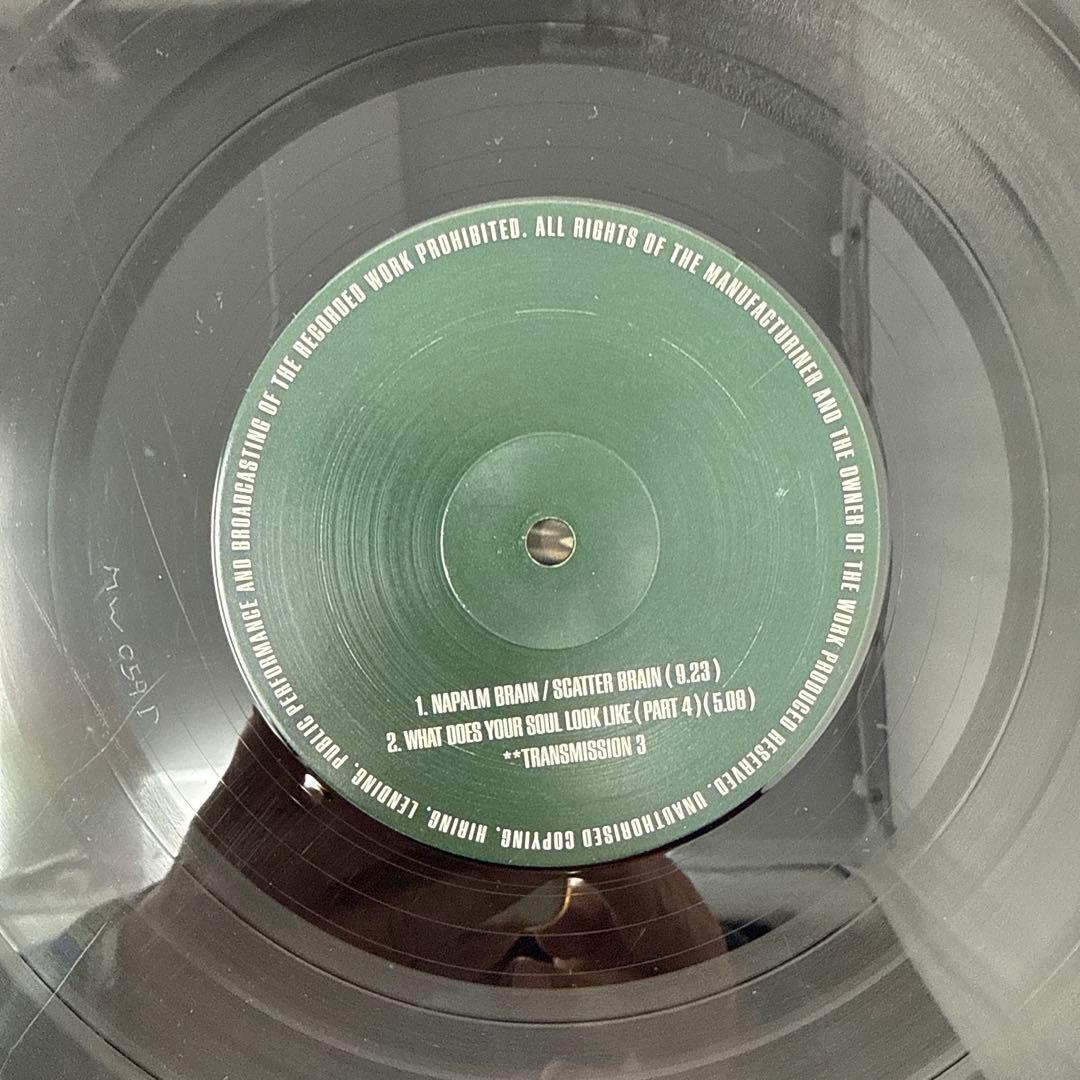 PUBLIC PERFORMANCE AND BROADCASTING OF THE RECORDED WORK PROHIBITED. ALL RIGHTS OF THE MANUFACTURINER AND THE OWNER OF THE WORK PRODUCED RESERVED. UNAUTHORISED COPYING, HIRING, LENDING,
1. NAPALM BRAIN / SCATTER BRAIN ( 9.23 )
2. WHAT DOES YOUR SOUL LOOK LIKE ( PART 4 ) ( 5.08 )
**TRANSMISSION 3
MW 059